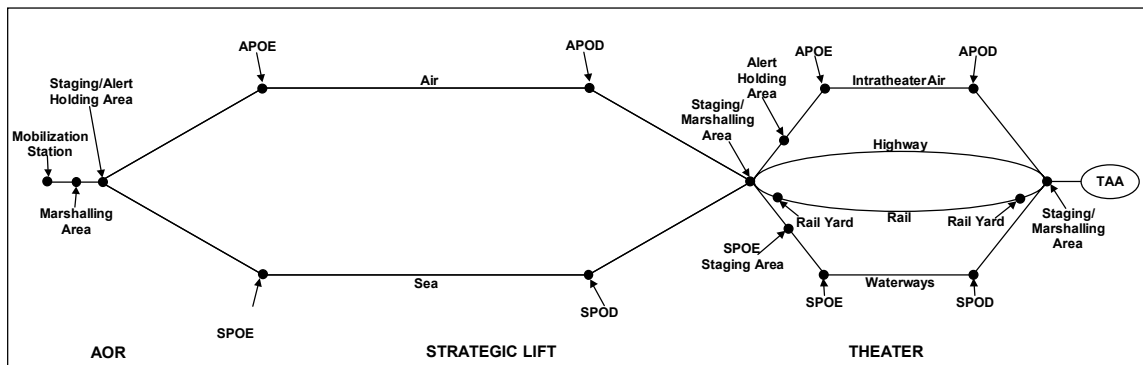 APOE
APOD
Air
Staging/Alert
Holding Area
Mobilization
Station
Marshalling
Area
Sea
SPOE
SPOD
APOE
APOD
Alert
Holding
Area
Intratheater Air
Staging/
Marshalling
Area
Highway
TAA
Rail Yard
Rail
Rail Yard
Staging/
Marshalling
Area
SPOE
Staging Area
Waterways
SPOE
SPOD
AOR
STRATEGIC LIFT
THEATER